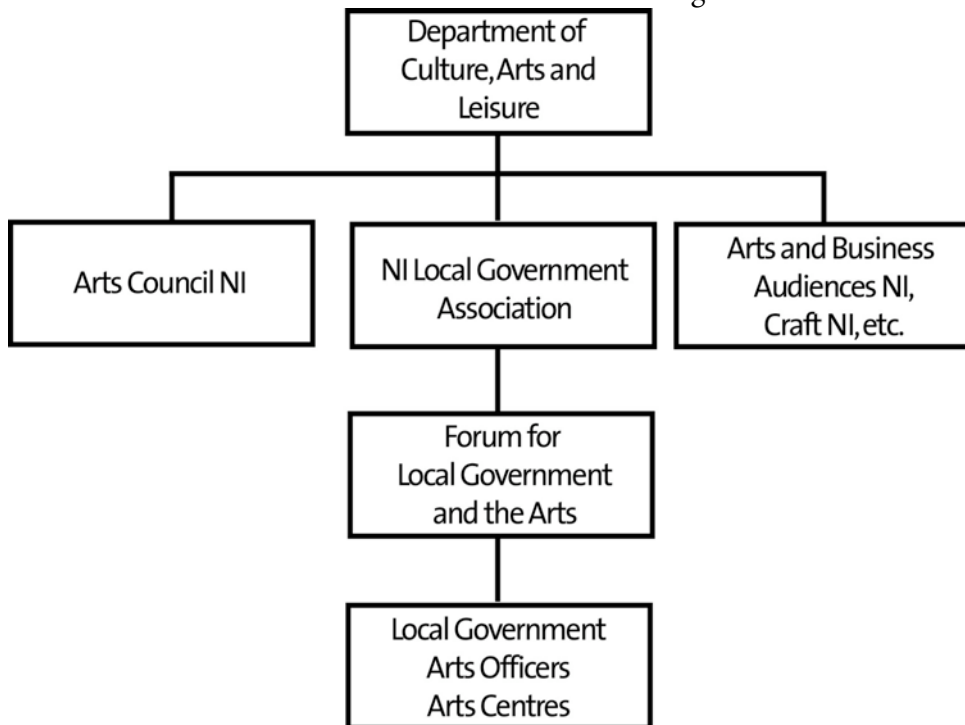 Department of
Culture, Arts and
Leisure
Arts Council NI
NI Local Government
Association
Arts and Business
Audiences NI,
Craft NI, etc.
Forum for
Local Government
and the Arts
Local Government
Arts Officers
Arts Centres